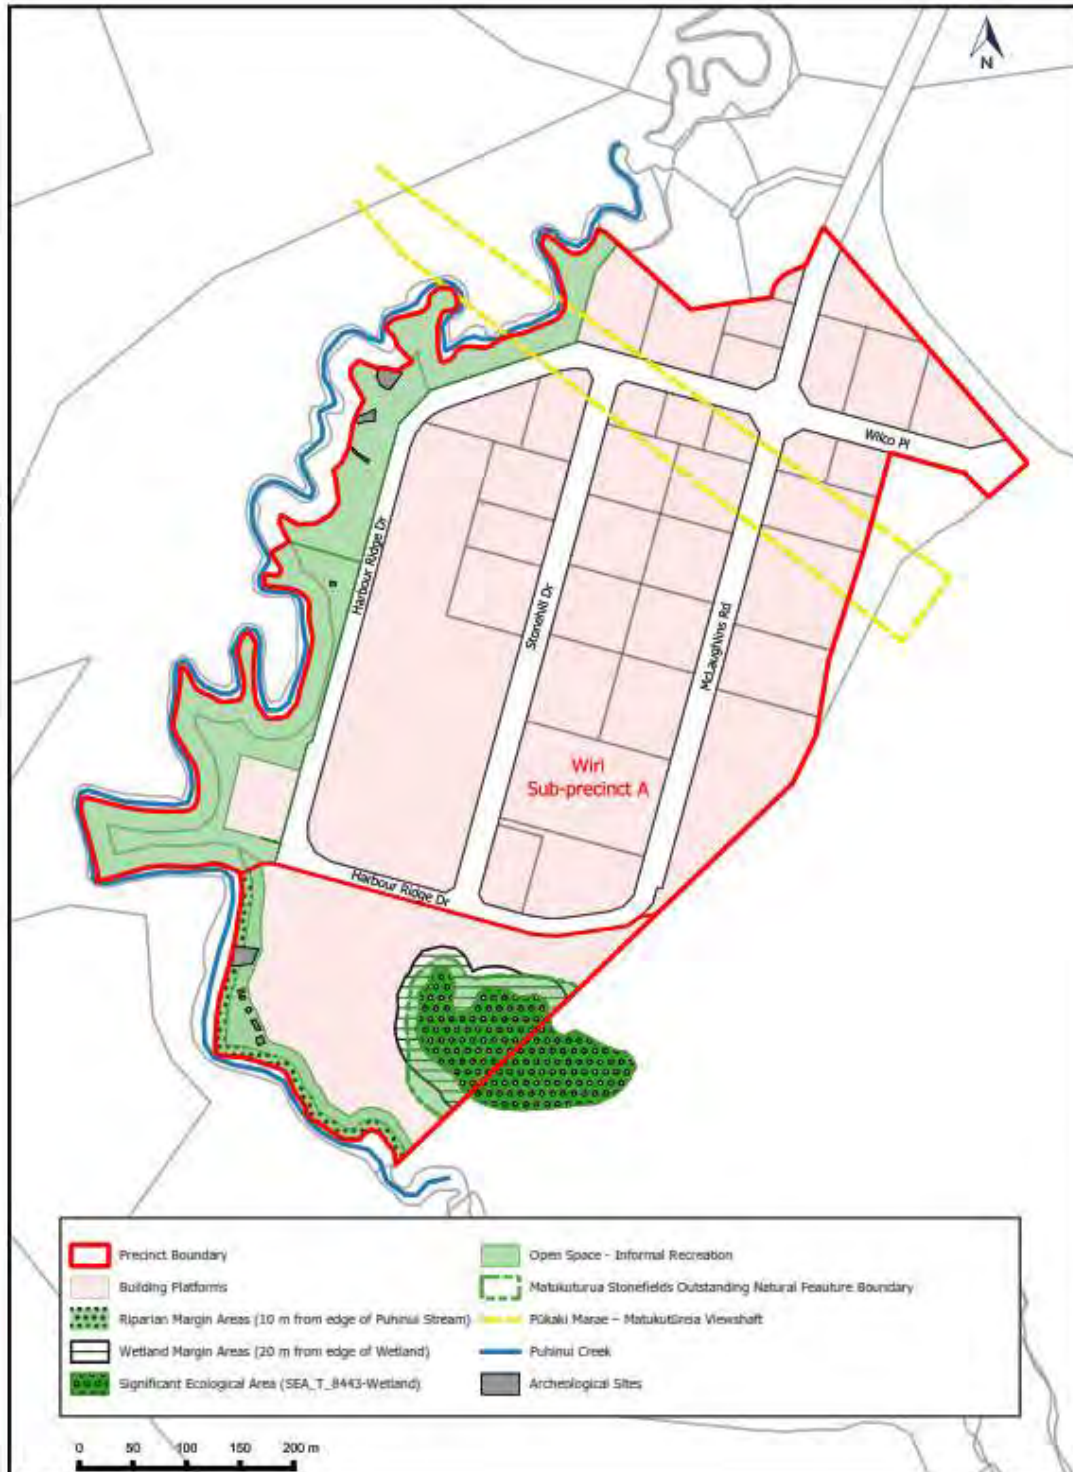 N
Wilco Pl
Harbour Ridge Dr
Stonehill Dr
McLaughlins Rd
Wiri
Sub-precinct A
Harbour Ridge Dr
Precinct Boundary
Building Platforms
Riparian Margin Areas (10 m from edge of Puhinui Stream)
Wetland Margin Areas (20 m from edge of Wetland)
Significant Ecological Area (SEA_T_8443-Wetland)
Open Space - Informal Recreation
Matukuturua Stonefields Outstanding Natural Feauture Boundary
Pūkaki Marae – Matukutūreia Viewshaft
Puhinui Creek
Archeological Sites
0 50 100 150 200 m